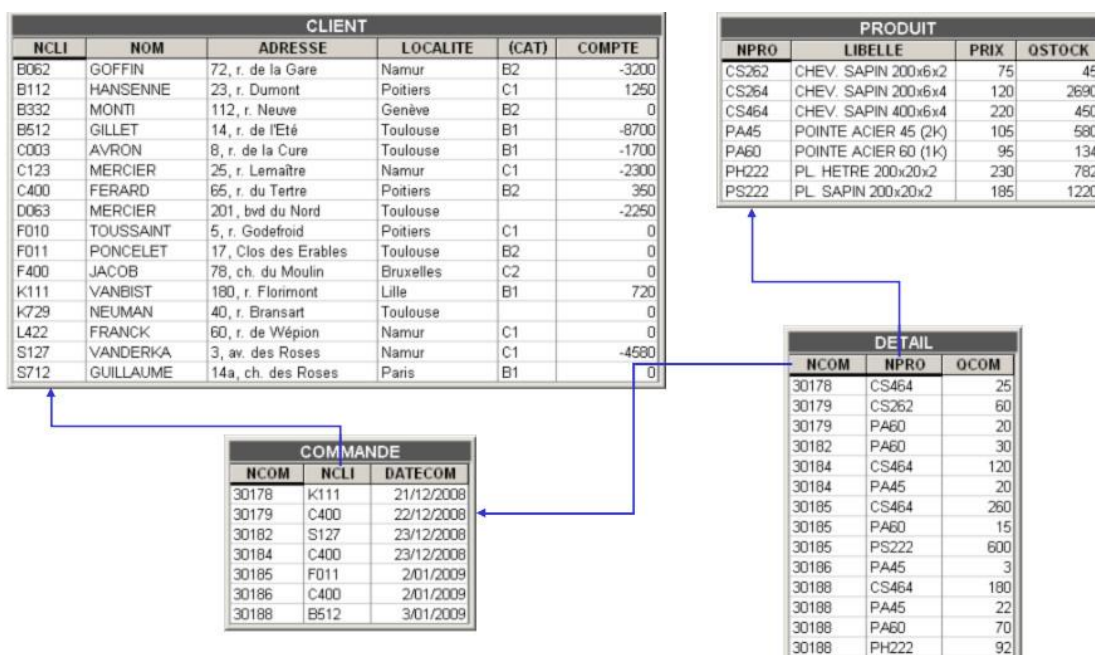 CLIENT
NCLI NOM ADRESSE LOCALITE (CAT) COMPTE
B062 GOFFIN 72, r. de la Gare Namur B2 -3200
B112 HANSENNE 23, r. Dumont Poitiers C1 1250
B332 MONTI 112, r. Neuve Genève B2 0
B512 GILLET 14, r. de l'Eté Toulouse B1 -8700
C003 AVRON 8, r. de la Cure Toulouse B1 -1700
C123 MERCIER 25, r. Lemaître Namur C1 -2300
C400 FERARD 65, r. du Tertre Poitiers B2 350
D063 MERCIER 201, bvd du Nord Toulouse -2250
F010 TOUSSAINT 5, r. Godefroid Poitiers C1 0
F011 PONCELET 17, Clos des Erables Toulouse B2 0
F400 JACOB 78, ch. du Moulin Bruxelles C2 0
K111 VANBIST 180, r. Florimont Lille B1 720
K729 NEUMAN 40, r. Bransart Toulouse 0
L422 FRANCK 60, r. de Wépion Namur C1 0
S127 VANDERKA 3, av. des Roses Namur C1 -4580
S712 GUILLAUME 14a, ch. des Roses Paris B1 0
PRODUIT
NPRO LIBELLE PRIX QSTOCK
CS262 CHEV. SAPIN 200x6x2 75 45
CS264 CHEV. SAPIN 200x6x4 120 2690
CS464 CHEV. SAPIN 400x6x4 220 450
PA45 POINTE ACIER 45 (2K) 105 580
PA60 POINTE ACIER 60 (1K) 95 134
PH222 PL. HETRE 200x20x2 230 782
PS222 PL. SAPIN 200x20x2 185 1220
COMMANDE
NCOM NCLI DATECOM
30178 K111 21/12/2008
30179 C400 22/12/2008
30182 S127 23/12/2008
30184 C400 23/12/2008
30185 F011 2/01/2009
30186 C400 2/01/2009
30188 B512 3/01/2009
DETAIL
NCOM NPRO QCOM
30178 CS464 25
30179 CS262 60
30179 PA60 20
30182 PA60 30
30184 CS464 120
30184 PA45 20
30185 CS464 260
30185 PA60 15
30185 PS222 600
30186 PA45 3
30188 CS464 180
30188 PA45 22
30188 PA60 70
30188 PH222 92